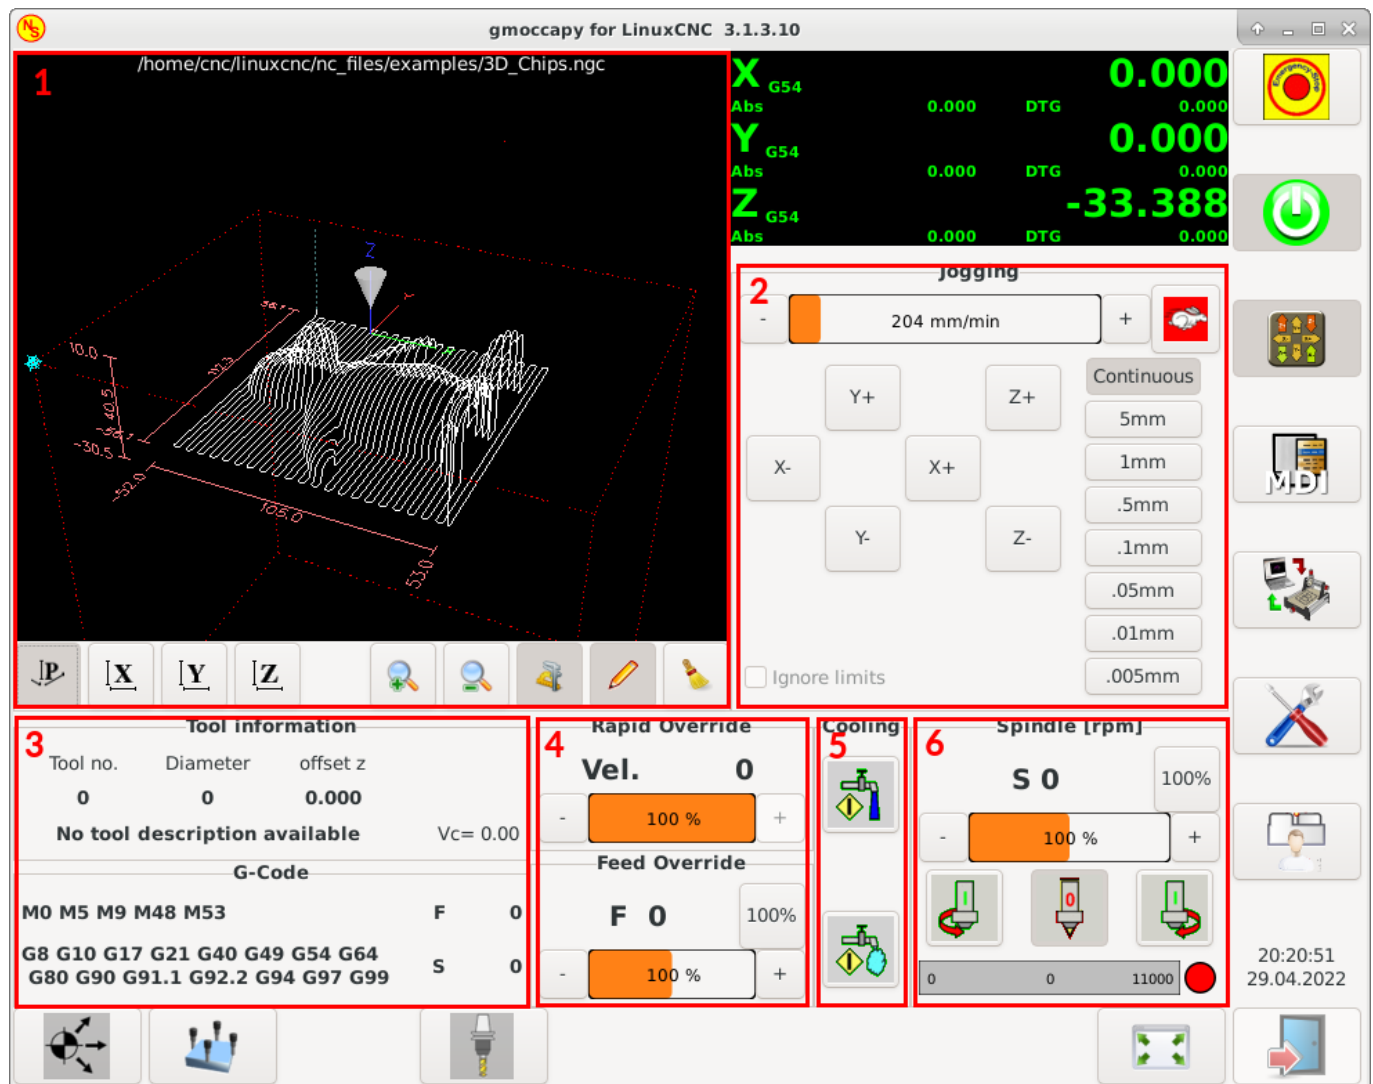 gmoccapy for LinuxCNC 3.1.3.10
/home/cnc/linuxcnc/nc_files/examples/3D_Chips.ngc
1
X G54 0.000
Abs 0.000 DTG 0.000
Y G54 0.000
Abs 0.000 DTG 0.000
Z G54 -33.388
Abs 0.000 DTG 0.000
Emergency-Stop
Z
10.0
40.5
-30.5
105.0
53.0
-52.0
P X Y Z
Jogging
2
- 204 mm/min +
Y+ Z+
X- X+
Y- Z-
Continuous
5mm
1mm
.5mm
.1mm
.05mm
.01mm
.005mm
Ignore limits
MDI
Tool information
3
Tool no. Diameter offset z
0 0 0.000
No tool description available Vc= 0.00
G-Code
M0 M5 M9 M48 M53 F 0
G8 G10 G17 G21 G40 G49 G54 G64
G80 G90 G91.1 G92.2 G94 G97 G99
S 0
Rapid Override
4
Vel. 0
- 100 % +
Feed Override
F 0 100%
- 100 % +
Cooling
5
Spindle [rpm]
6
S 0 100%
- 100 % +
I 0 I
0 0 11000
20:20:51
29.04.2022